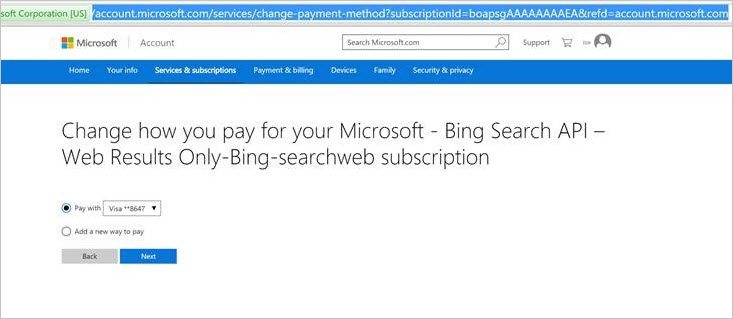 soft Corporation [US] /account.microsoft.com/services/change-payment-method?subscriptionId=boapsgAAAAAAAAEA&refd=account.microsoft.com
Microsoft Account Search Microsoft.com Support
Home Your info Services & subscriptions Payment & billing Devices Family Security & privacy
Change how you pay for your Microsoft - Bing Search API –
Web Results Only-Bing-searchweb subscription
Pay with Visa **8647
Add a new way to pay
Back Next